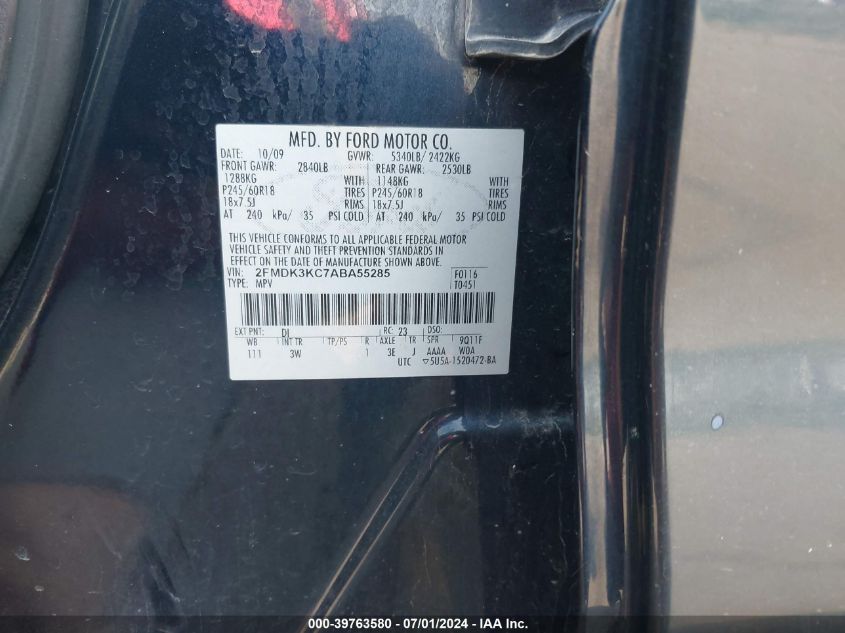 MFD. BY FORD MOTOR CO.
DATE: 10/09 GVWR: 5340LB/ 2422KG
FRONT GAWR: 2840LB REAR GAWR: 2530LB
1288KG WITH 1148KG WITH
P245/60R18 TIRES P245/60R18 TIRES
18x7.5J RIMS 18x7.5J RIMS
AT 240 kPa/ 35 PSI COLD AT 240 kPa/ 35 PSI COLD
THIS VEHICLE CONFORMS TO ALL APPLICABLE FEDERAL MOTOR
VEHICLE SAFETY AND THEFT PREVENTION STANDARDS IN
EFFECT ON THE DATE OF MANUFACTURE SHOWN ABOVE.
VIN: 2FMDK3KC7ABA55285 F0116
TYPE: MPV T0451
EXT PNT: DL RC: 23 DSO:
WB INT TR TP/PS R AXLE TR SPR 9Q11F
111 3W 1 3E J AAAA WOA
UTC ▽5U5A-1520472-BA
000-39763580 - 07/01/2024 - IAA Inc.